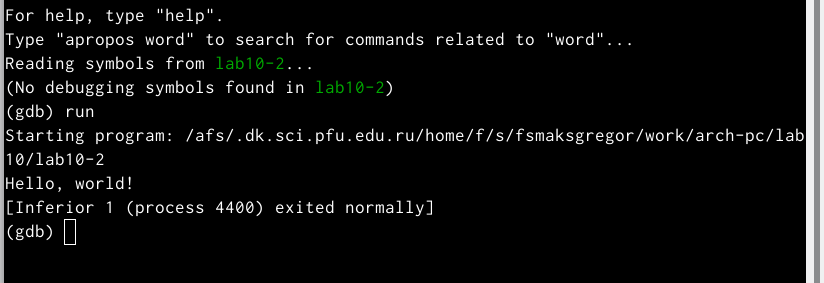 For help, type "help".
Type "apropos word" to search for commands related to "word"...
Reading symbols from lab10-2...
(No debugging symbols found in lab10-2)
(gdb) run
Starting program: /afs/.dk.sci.pfu.edu.ru/home/f/s/fsmaksgregor/work/arch-pc/lab
10/lab10-2
Hello, world!
[Inferior 1 (process 4400) exited normally]
(gdb)